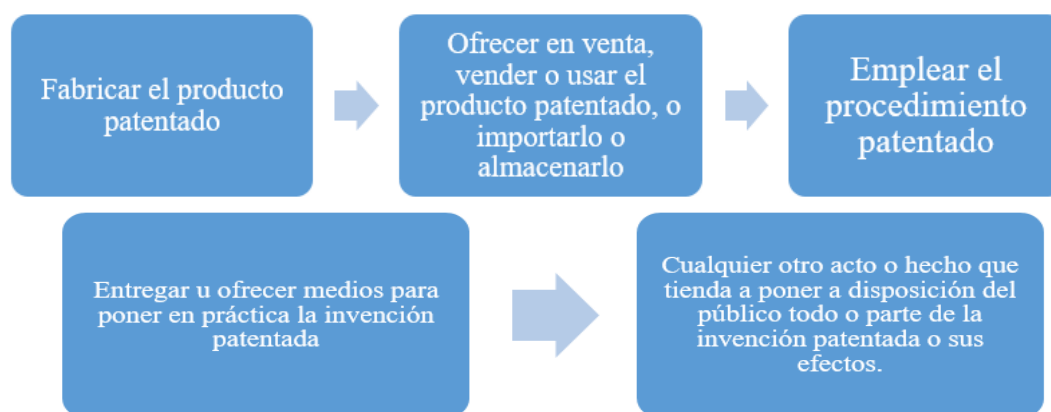 Fabricar el producto
patentado
Ofrecer en venta,
vender o usar el
producto patentado, o
importarlo o
almacenarlo
Emplear el
procedimiento
patentado
Entregar u ofrecer medios para
poner en práctica la invención
patentada
Cualquier otro acto o hecho que
tienda a poner a disposición del
público todo o parte de la
invención patentada o sus
efectos.